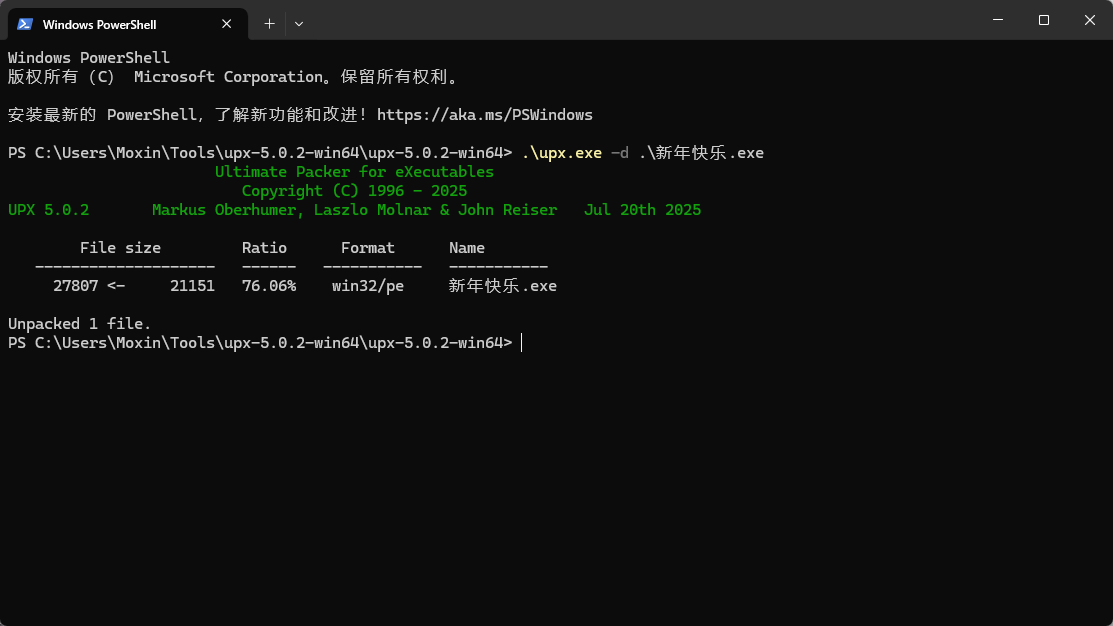 Windows PowerShell
Windows PowerShell
版权所有（C） Microsoft Corporation。保留所有权利。
安装最新的 PowerShell，了解新功能和改进！https://aka.ms/PSWindows
PS C:\Users\Moxin\Tools\upx-5.0.2-win64\upx-5.0.2-win64> .\upx.exe -d .\新年快乐.exe
Ultimate Packer for eXecutables
Copyright (C) 1996 - 2025
UPX 5.0.2 Markus Oberhumer, Laszlo Molnar & John Reiser Jul 20th 2025
File size Ratio Format Name
-------------------- ------ ----------- -----------
27807 <- 21151 76.06% win32/pe 新年快乐.exe
Unpacked 1 file.
PS C:\Users\Moxin\Tools\upx-5.0.2-win64\upx-5.0.2-win64>